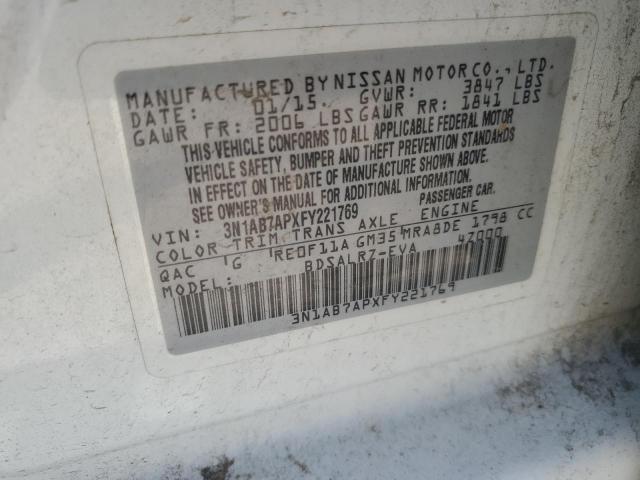 MANUFACTURED BY NISSAN MOTOR CO., LTD.
DATE: 01/15 GVWR: 3847 LBS
GAWR FR: 2006 LBS GAWR RR: 1841 LBS
THIS VEHICLE CONFORMS TO ALL APPLICABLE FEDERAL MOTOR
VEHICLE SAFETY, BUMPER AND THEFT PREVENTION STANDARDS
IN EFFECT ON THE DATE OF MANUFACTURE SHOWN ABOVE.
SEE OWNER'S MANUAL FOR ADDITIONAL INFORMATION.
VIN: 3N1AB7APXFY221769 PASSENGER CAR.
COLOR TRIM TRANS AXLE ENGINE
QAC G RE0F11A GM35 MRA8DE 1798 CC
MODEL: BDSALRZ-EVA 4Z000
3N1AB7APXFY221769